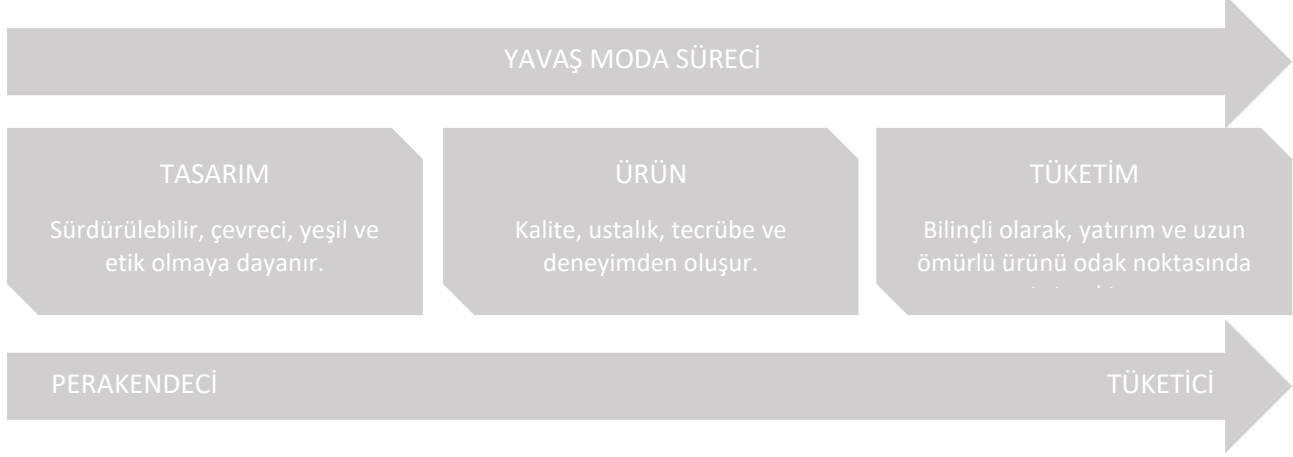 YAVAŞ MODA SÜRECİ
TASARIM
Sürdürülebilir, çevreci, yeşil ve
etik olmaya dayanır.
ÜRÜN
Kalite, ustalık, tecrübe ve
deneyimden oluşur.
TÜKETİM
Bilinçli olarak, yatırım ve uzun
ömürlü ürünü odak noktasında
PERAKENDECİ
TÜKETİCİ